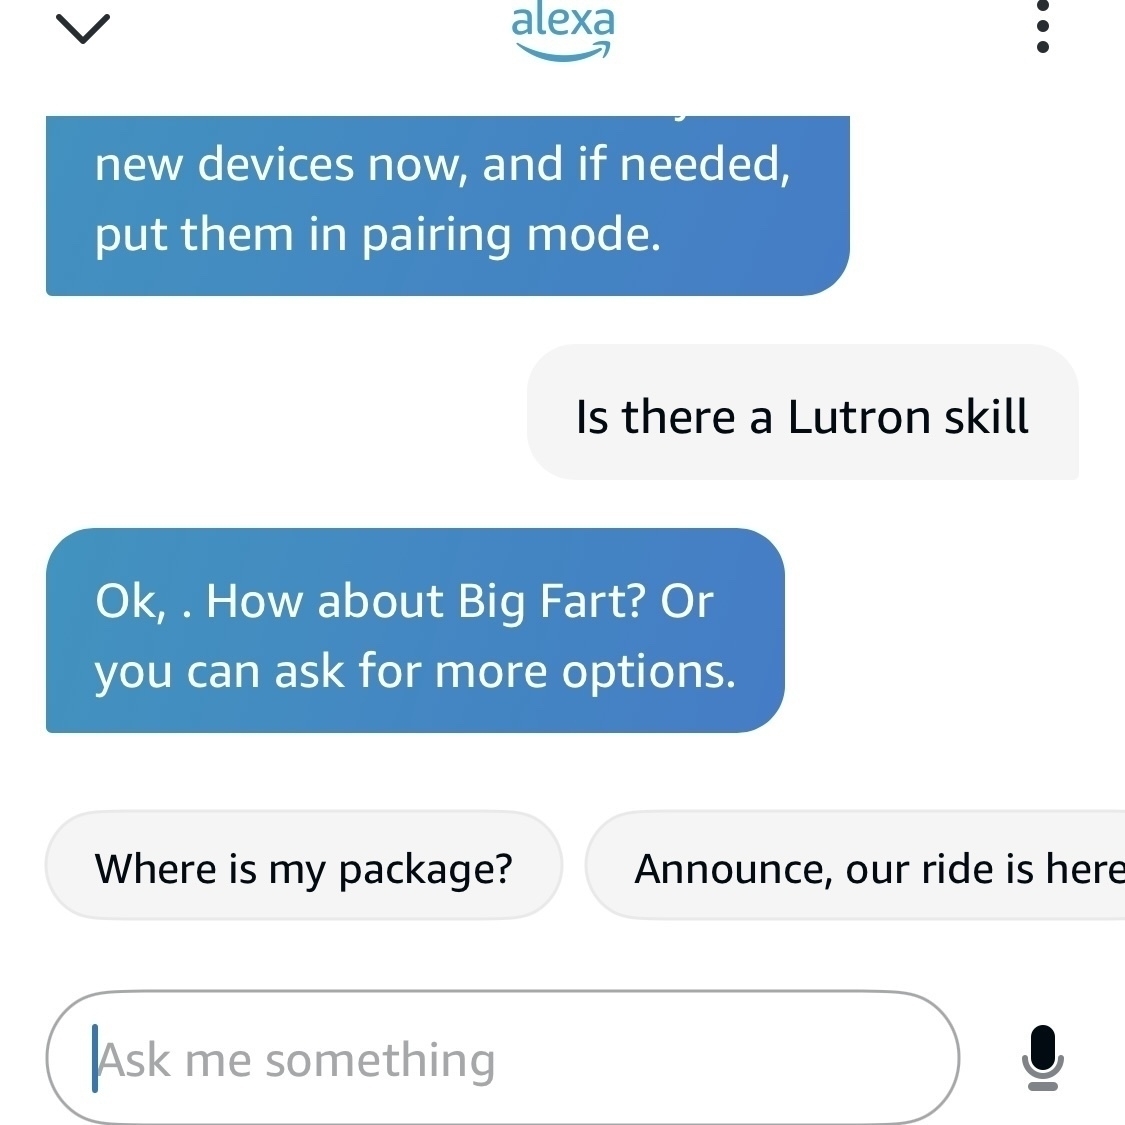 alexa
new devices now, and if needed,
put them in pairing mode.
Is there a Lutron skill
Ok, . How about Big Fart? Or
you can ask for more options.
Where is my package?
Announce, our ride is here
Ask me something